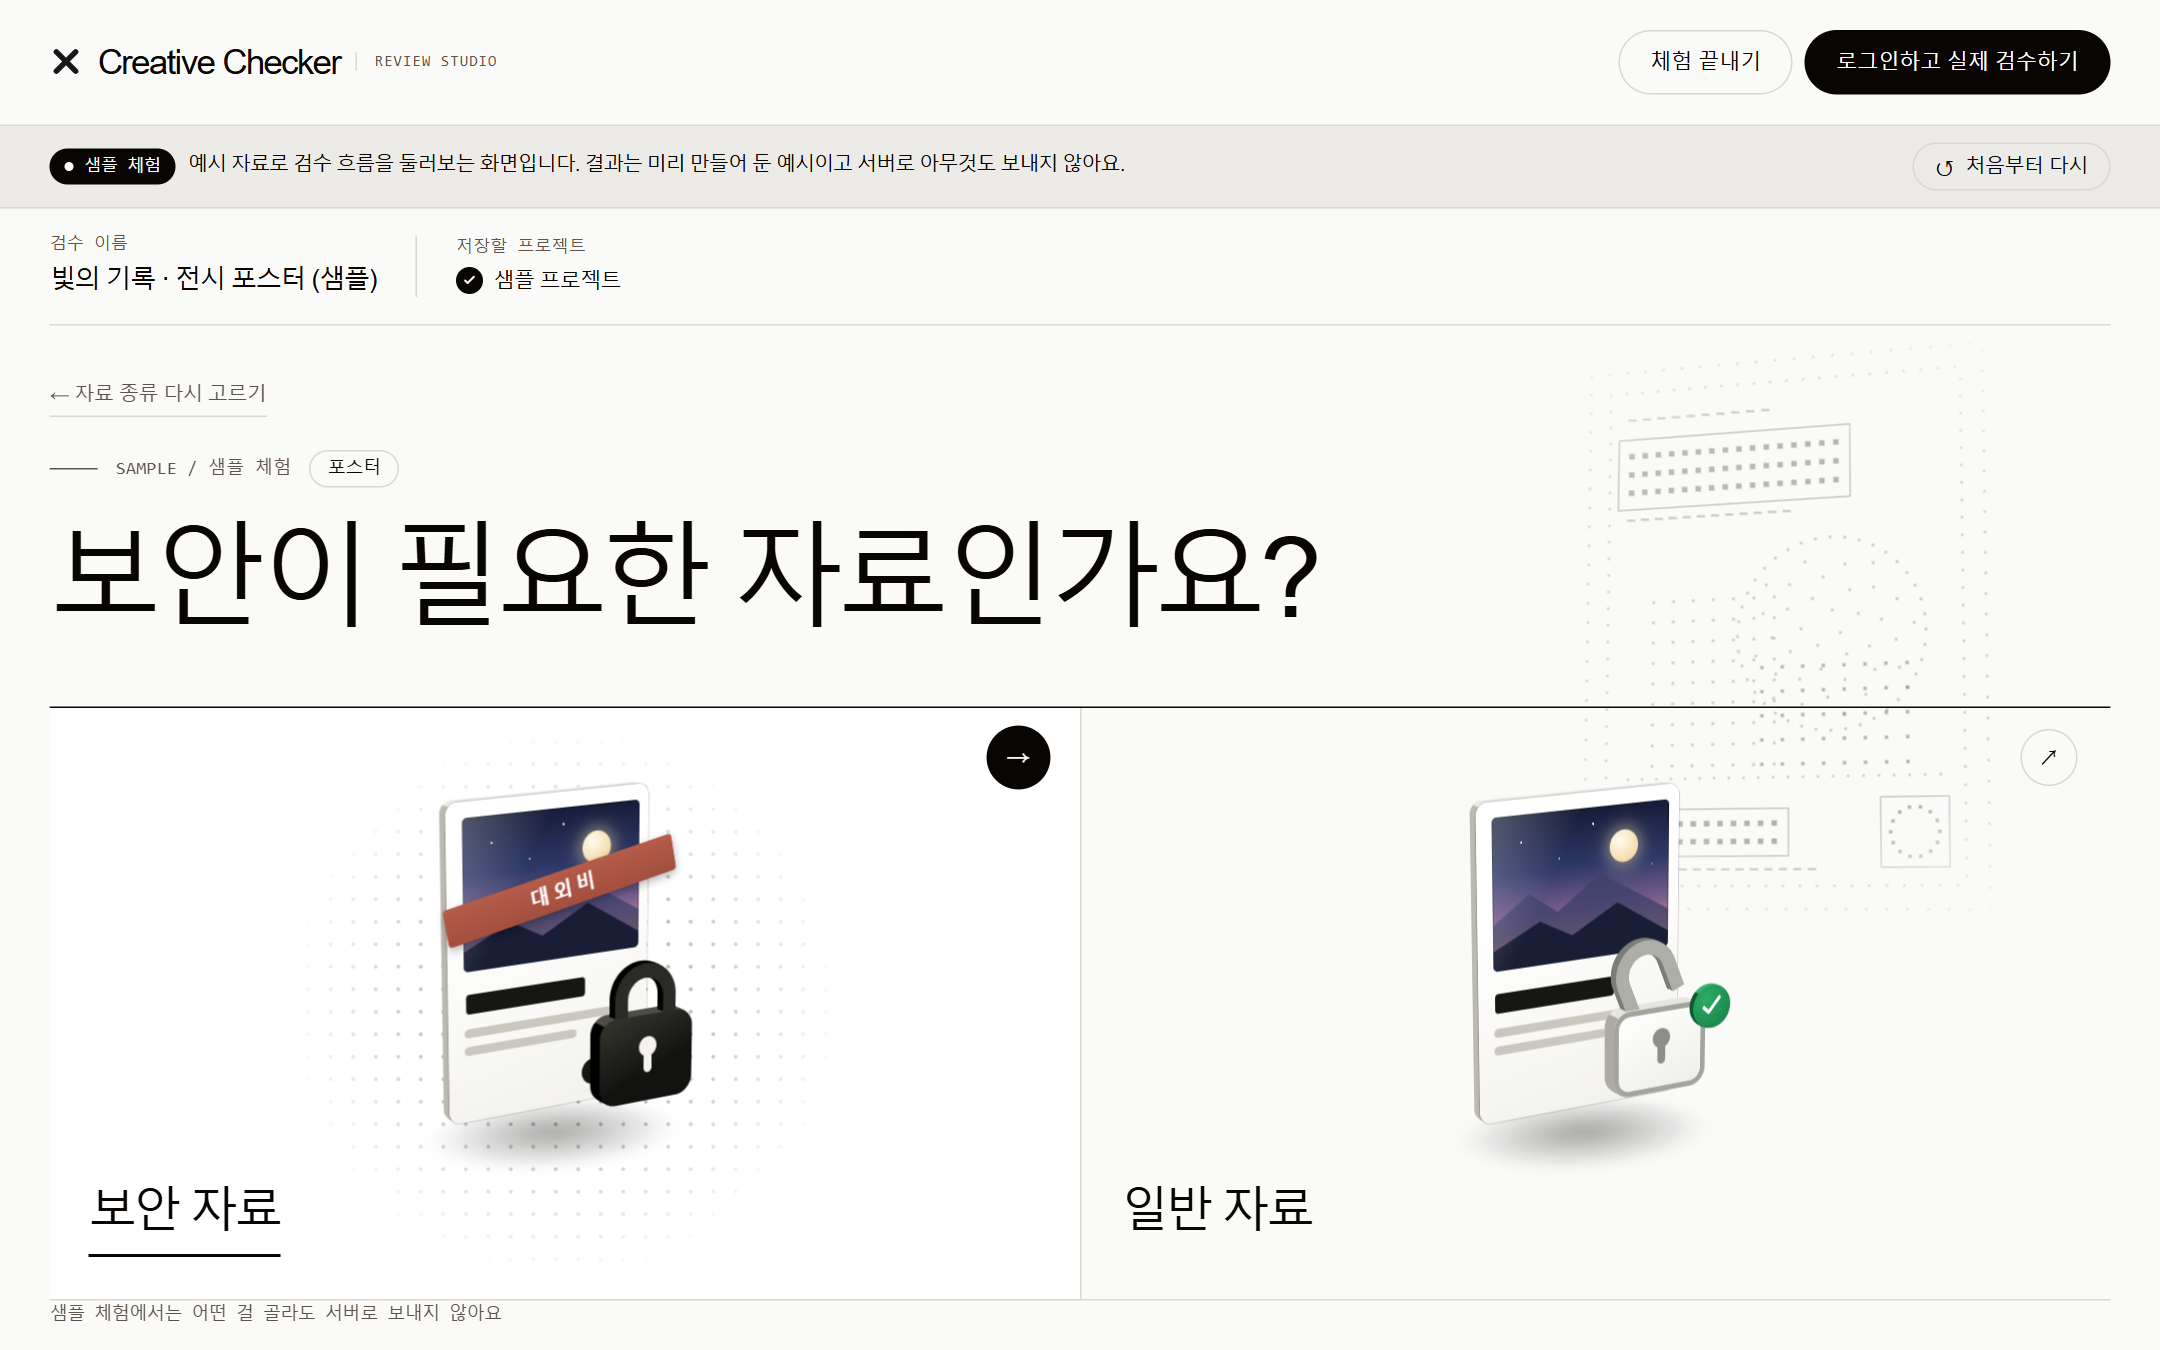 Creative Checker
REVIEW STUDIO
체험 끝내기
로그인하고 실제 검수하기
샘플 체험
예시 자료로 검수 흐름을 둘러보는 화면입니다. 결과는 미리 만들어 둔 예시이고 서버로 아무것도 보내지 않아요.
↺ 처음부터 다시
검수 이름
빛의 기록 · 전시 포스터 (샘플)
저장할 프로젝트
샘플 프로젝트
← 자료 종류 다시 고르기
SAMPLE / 샘플 체험
포스터
보안이 필요한 자료인가요?
→
↗
대외비
보안 자료
일반 자료
샘플 체험에서는 어떤 걸 골라도 서버로 보내지 않아요